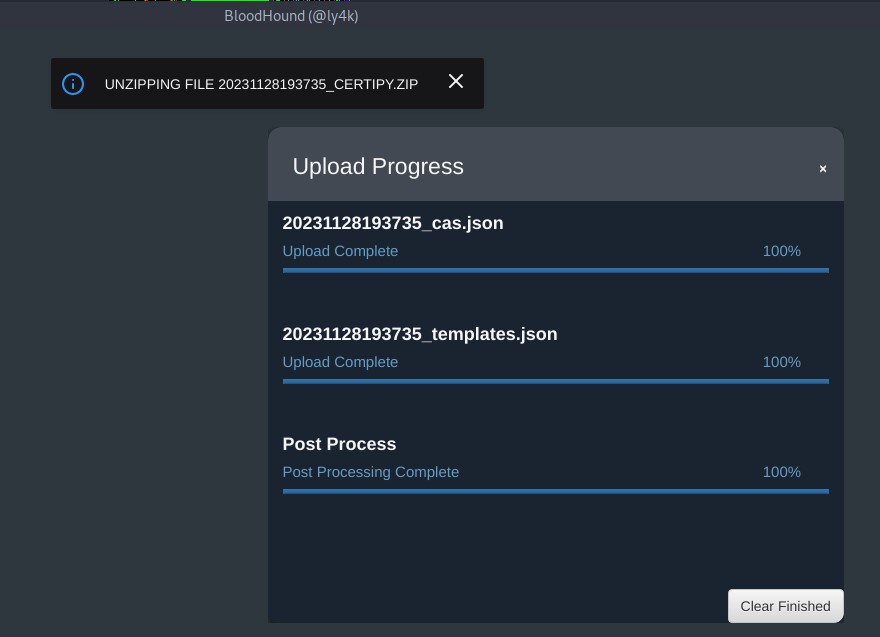 BloodHound (@ly4k)
UNZIPPING FILE 20231128193735_CERTIPY.ZIP
Upload Progress
×
20231128193735_cas.json
Upload Complete 100%
20231128193735_templates.json
Upload Complete 100%
Post Process
Post Processing Complete 100%
Clear Finished